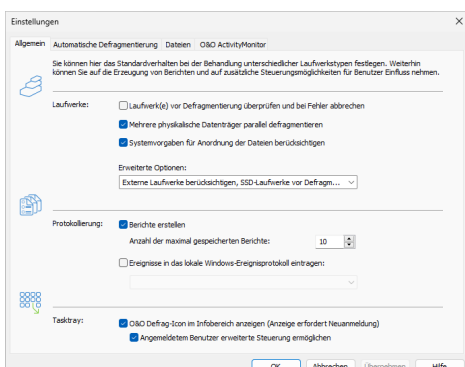 Einstellungen
Allgemein Automatische Defragmentierung Dateien O&O ActivityMonitor
Sie können hier das Standardverhalten bei der Behandlung unterschiedlicher Laufwerkstypen festlegen. Weiterhin
können Sie auf die Erzeugung von Berichten und auf zusätzliche Steuerungsmöglichkeiten für Benutzer Einfluss nehmen.
Laufwerke:
Laufwerk(e) vor Defragmentierung überprüfen und bei Fehler abbrechen
Mehrere physikalische Datenträger parallel defragmentieren
Systemvorgaben für Anordnung der Dateien berücksichtigen
Erweiterte Optionen:
Externe Laufwerke berücksichtigen, SSD-Laufwerke vor Defragm...
Protokollierung:
Berichte erstellen
Anzahl der maximal gespeicherten Berichte: 10
Ereignisse in das lokale Windows-Ereignisprotokoll eintragen:
Tasktray:
O&O Defrag-Icon im Infobereich anzeigen (Anzeige erfordert Neuanmeldung)
Angemeldetem Benutzer erweiterte Steuerung ermöglichen
OK Abbrechen Übernehmen Hilfe